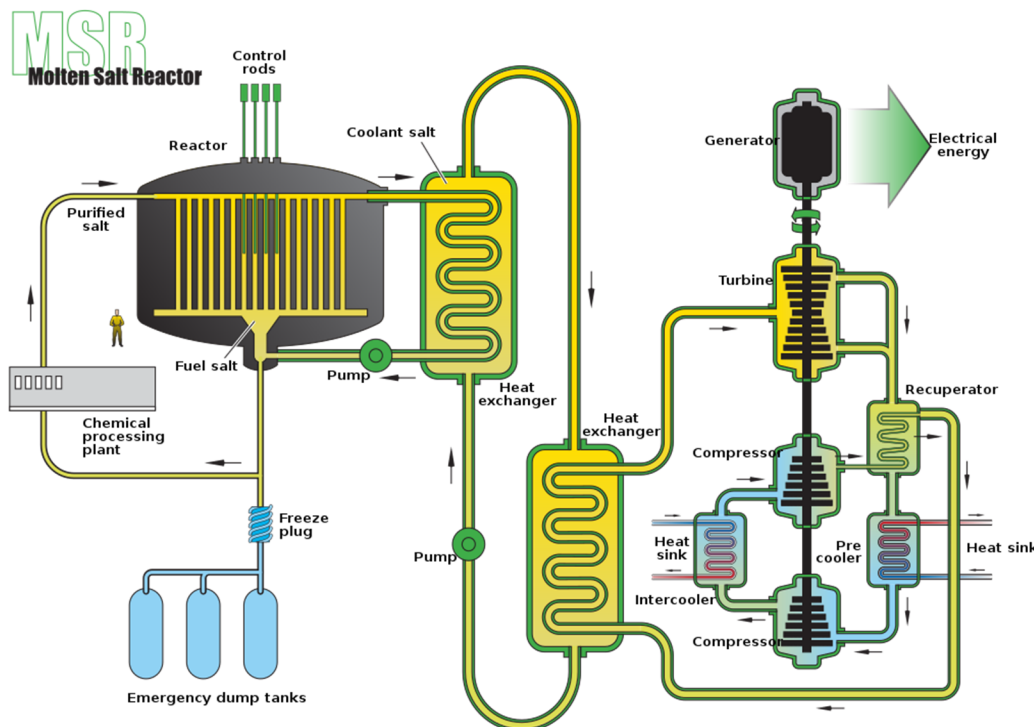 MSR
Molten Salt Reactor
Control
rods
Reactor
Coolant salt
Purified
salt
Fuel salt
Pump
Heat
exchanger
Chemical
processing
plant
Freeze
plug
Emergency dump tanks
Pump
Heat
exchanger
Generator
Electrical
energy
Turbine
Recuperator
Compressor
Heat
sink
Pre
cooler
Heat sink
Intercooler
Compressor